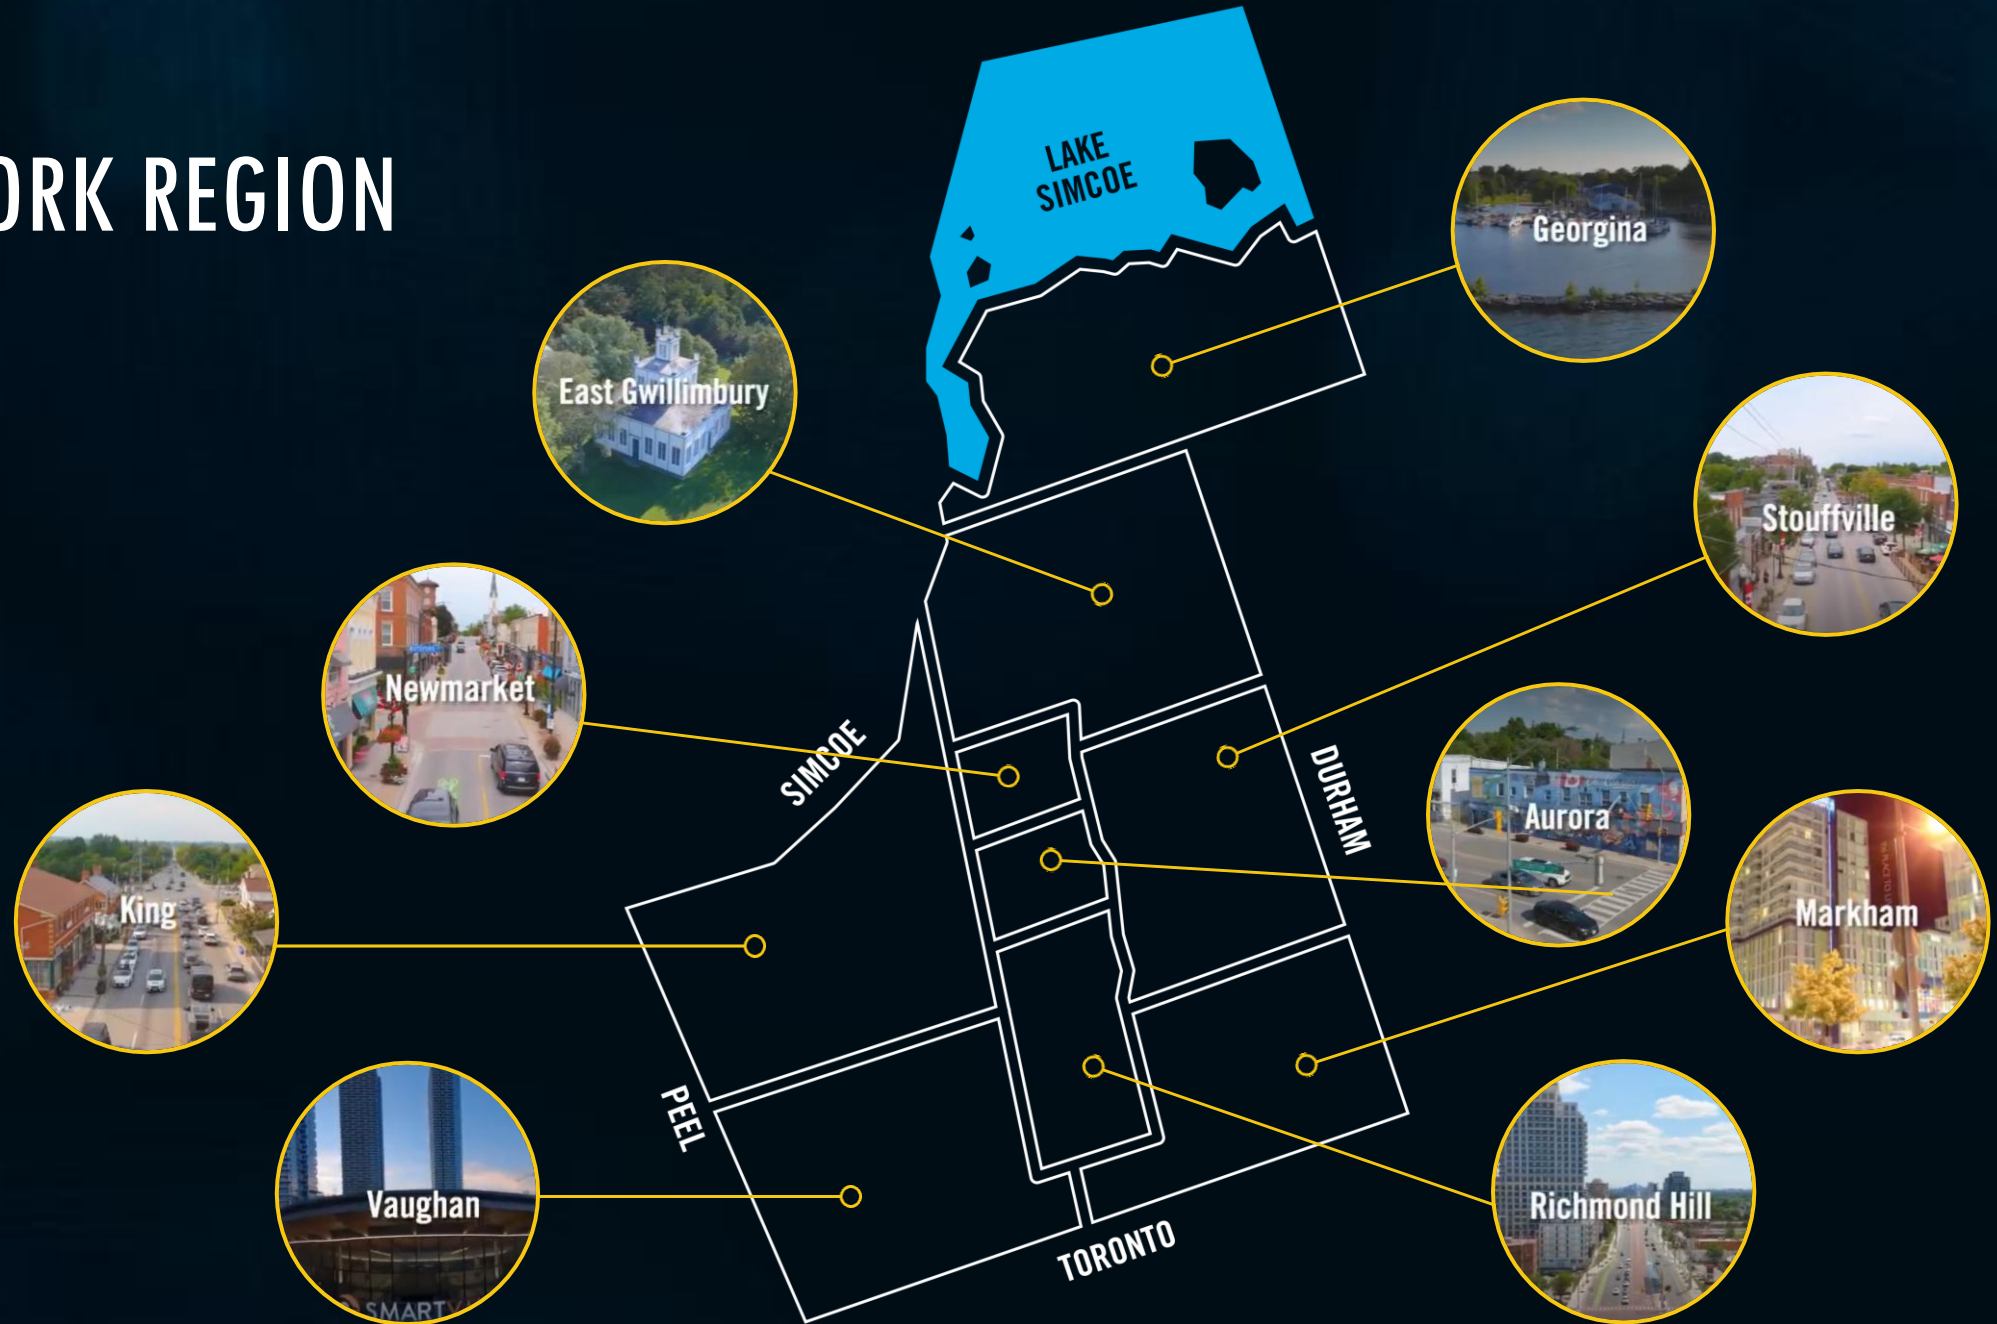 ORK REGION
LAKE
SIMCOE
Georgina
East Gwillimbury
Stouffville
Newmarket
SIMCOE
DURHAM
Aurora
King
Markham
PEEL
Vaughan
SMARTV
Richmond Hill
TORONTO